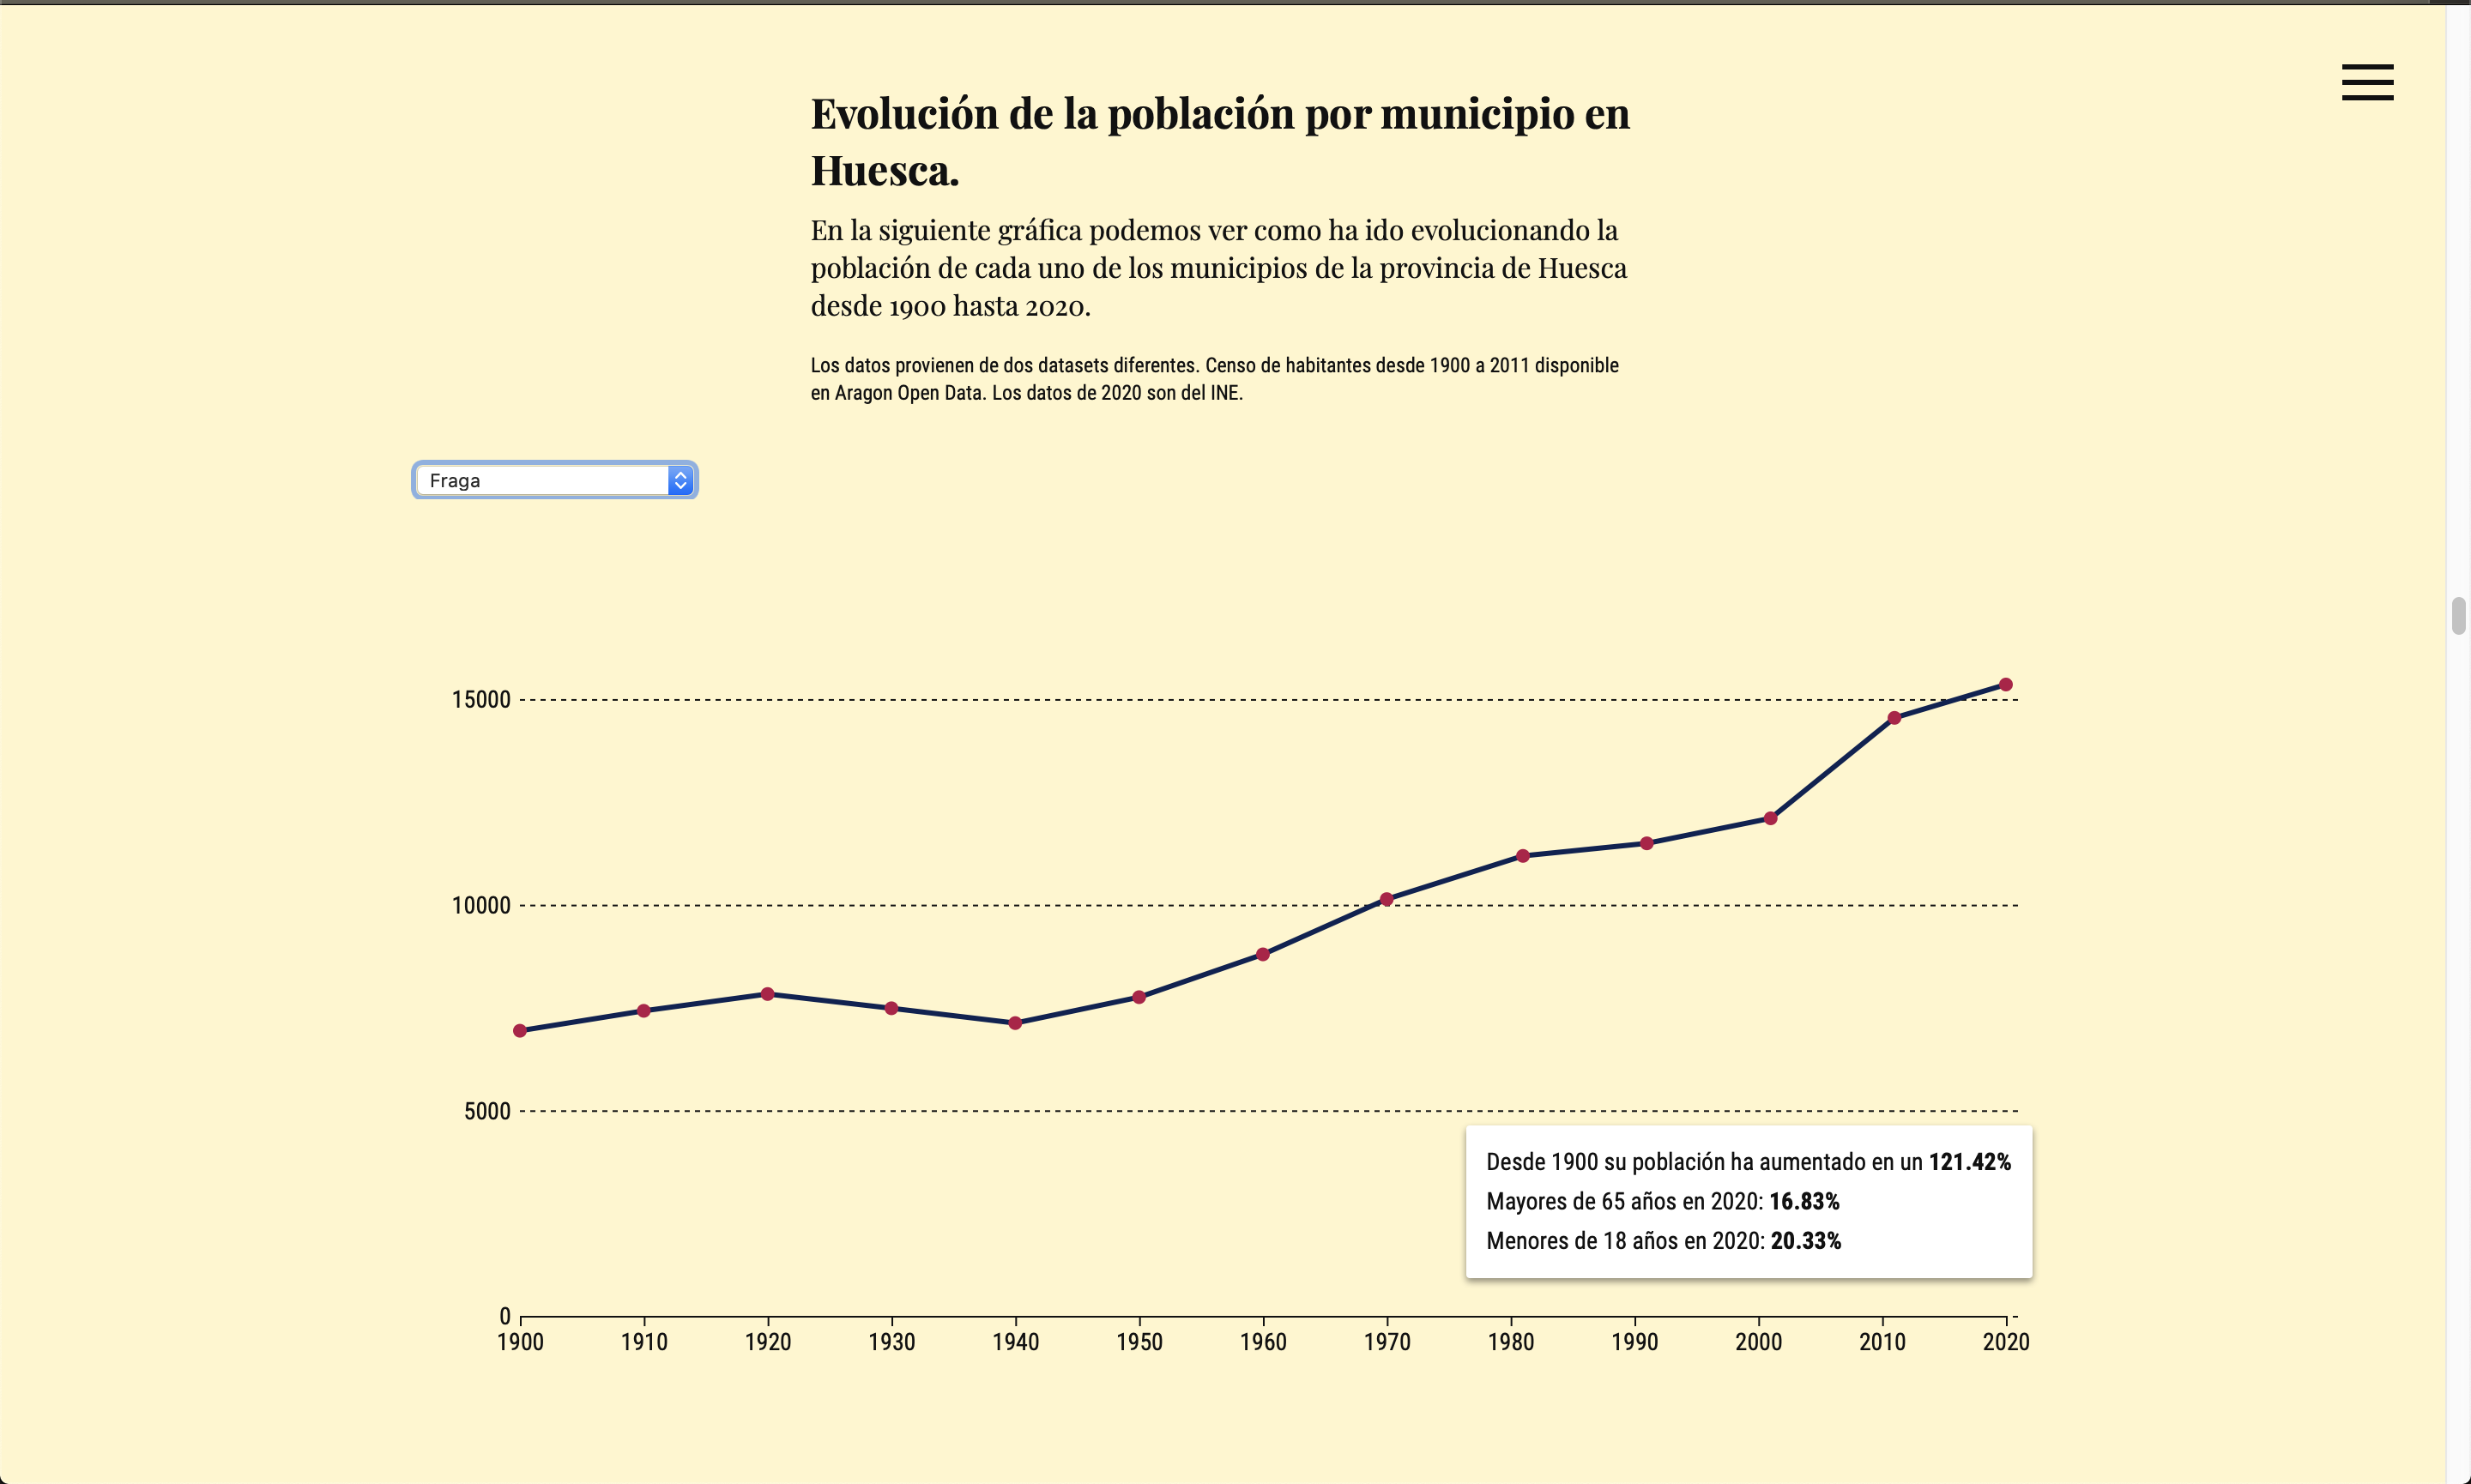 Evolución de la población por municipio en
Huesca.
En la siguiente gráfica podemos ver como ha ido evolucionando la
población de cada uno de los municipios de la provincia de Huesca
desde 1900 hasta 2020.
Los datos provienen de dos datasets diferentes. Censo de habitantes desde 1900 a 2011 disponible
en Aragon Open Data. Los datos de 2020 son del INE.
Fraga
15000
10000
5000
Desde 1900 su población ha aumentado en un 121.42%
Mayores de 65 años en 2020: 16.83%
Menores de 18 años en 2020: 20.33%
0
1900 1910 1920 1930 1940 1950 1960 1970 1980 1990 2000 2010 2020